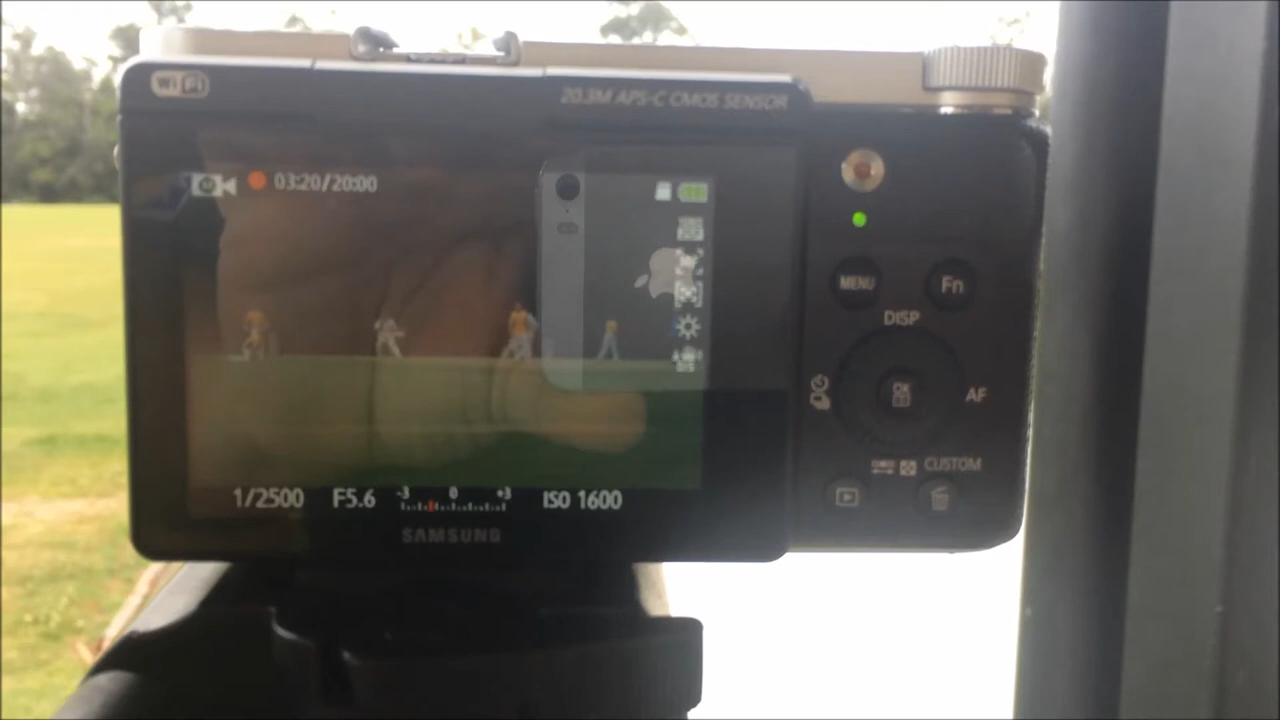 Wi Fi
20.3M APS-C CMOS SENSOR
03:20/20:00
MENU
Fn
DISP
OK
AF
CUSTOM
1/2500 F5.6 -3 0 +3 ISO 1600
SAMSUNG